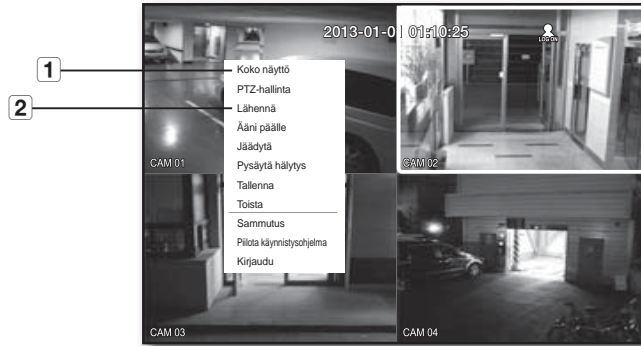 2013-01-01 01:10:25
LOG ON
1
2
Koko näyttö
PTZ-hallinta
Lähennä
Ääni päälle
Jäädytä
Pysäytä hälytys
Tallenna
Toista
Sammutus
Piilota käynnistysohjelma
Kirjaudu
CAM 01
CAM 02
CAM 03
CAM 04